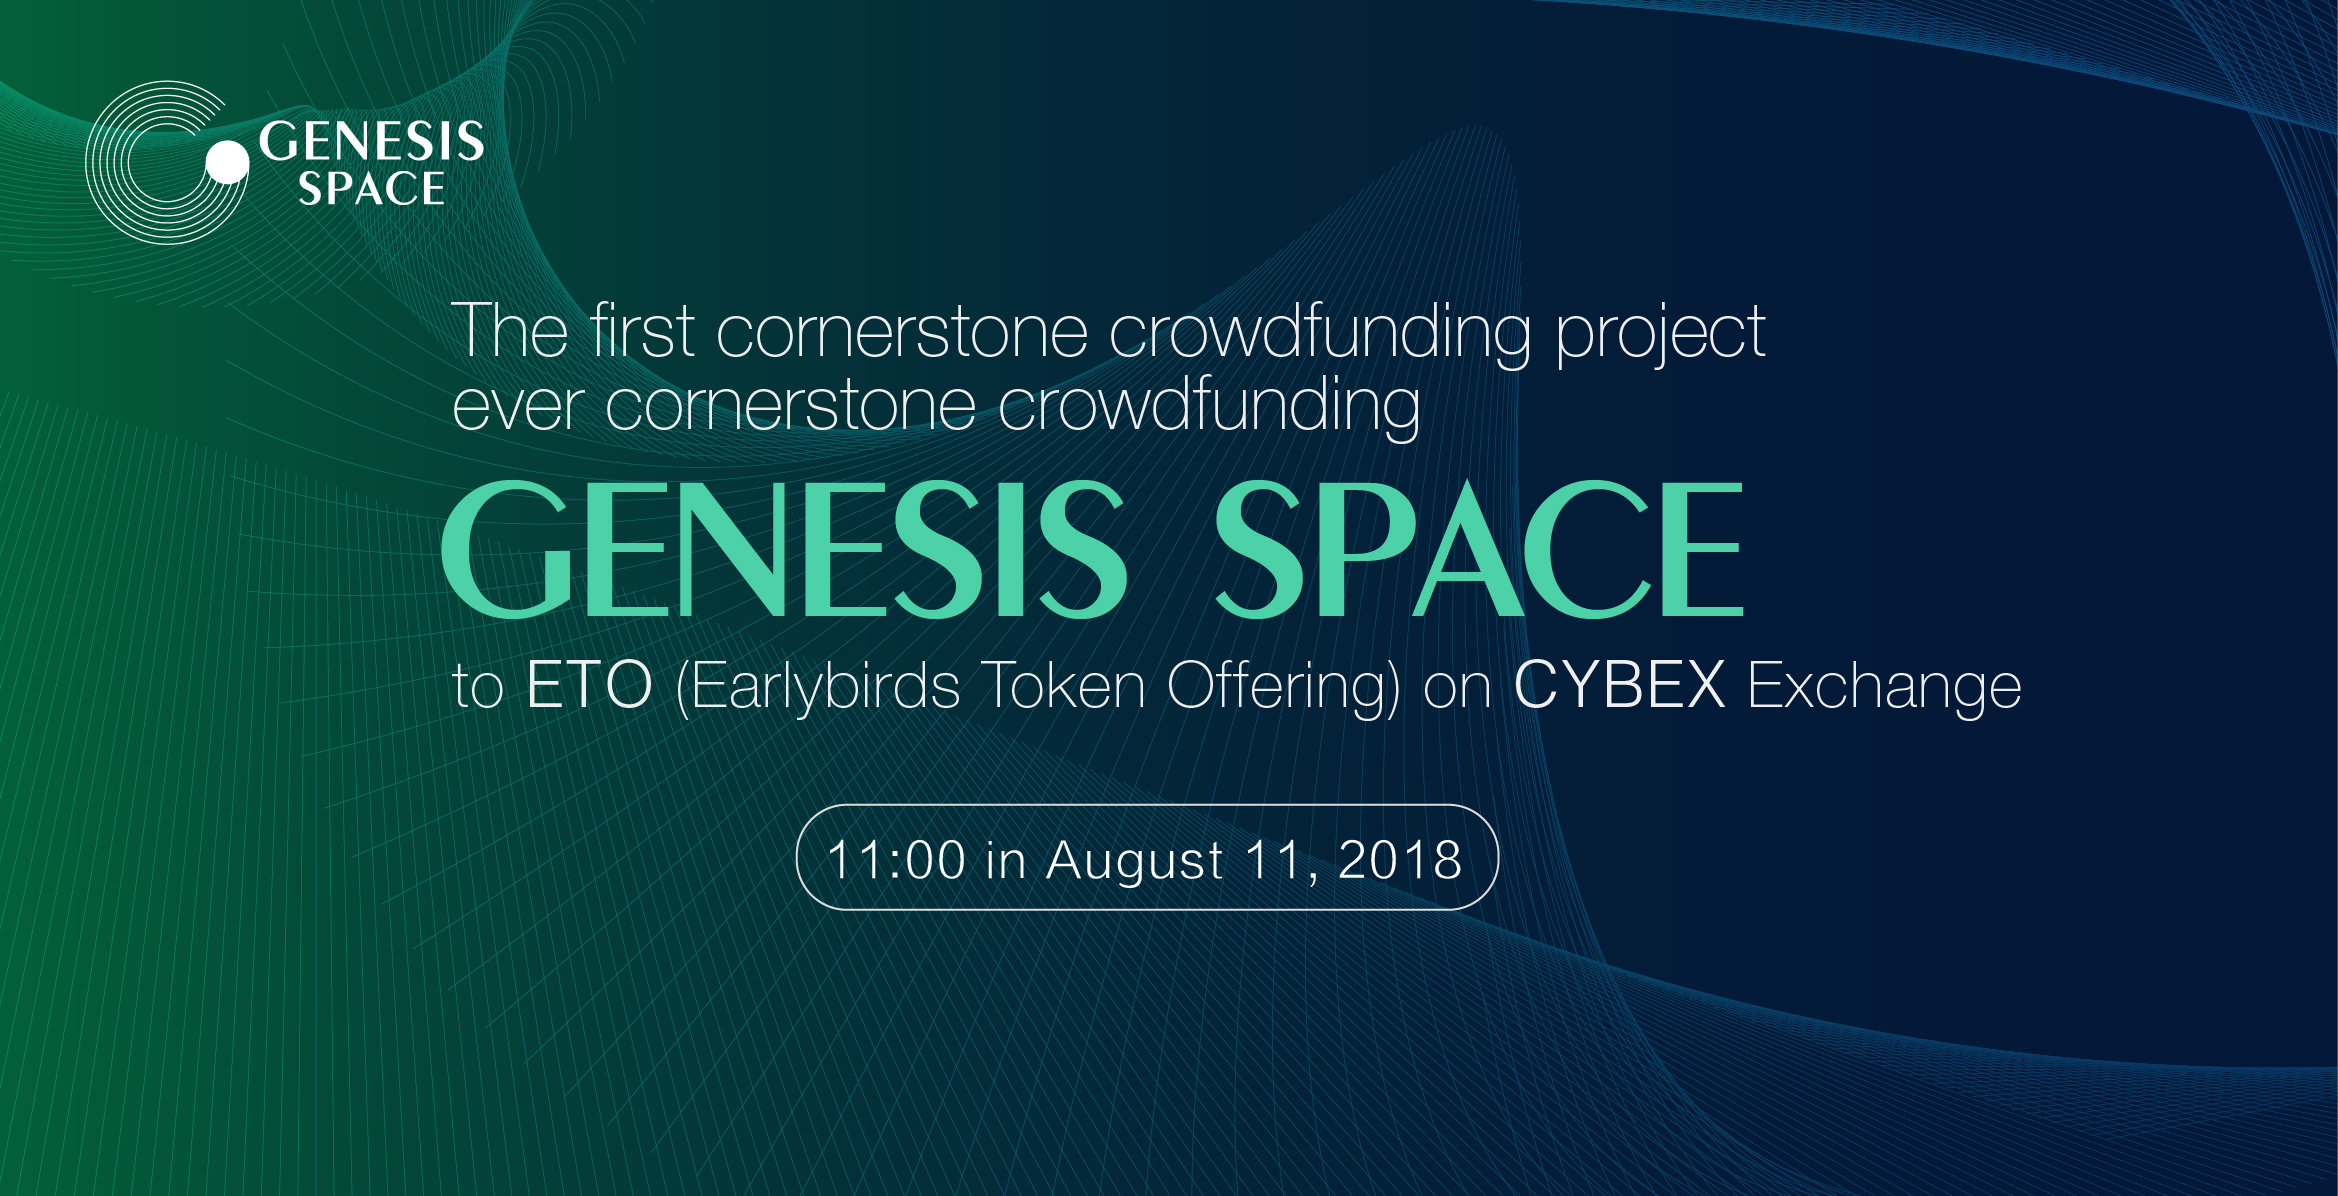 GENESIS
SPACE
The first cornerstone crowdfunding project
ever cornerstone crowdfunding
GENESIS SPACE
to ETO (Earlybirds Token Offering) on CYBEX Exchange
11:00 in August 11, 2018